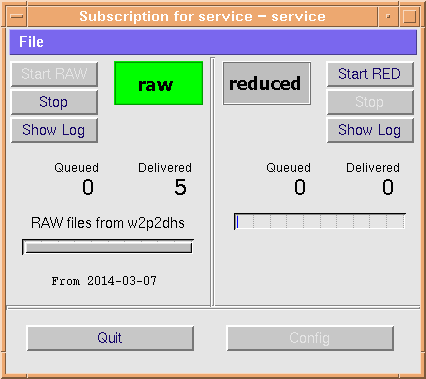 Subscription for service - service
File
Start RAW
raw
Stop
Show Log
Queued Delivered
0 5
RAW files from w2p2dhs
From 2014-03-07
reduced
Start RED
Stop
Show Log
Queued Delivered
0 0
Quit
Config